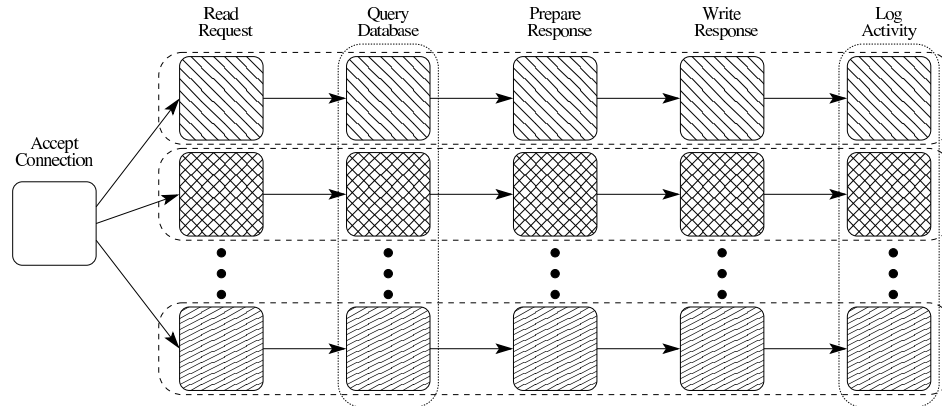 Read
Request
Query
Database
Prepare
Response
Write
Response
Log
Activity
Accept
Connection